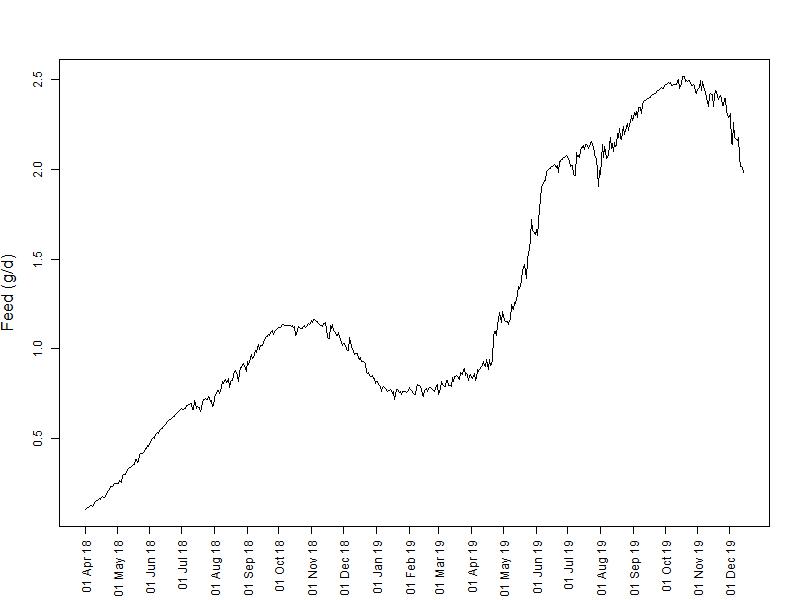 Feed (g/d)
2.5
2.0
1.5
1.0
0.5
01 Apr 18
01 May 18
01 Jun 18
01 Jul 18
01 Aug 18
01 Sep 18
01 Oct 18
01 Nov 18
01 Dec 18
01 Jan 19
01 Feb 19
01 Mar 19
01 Apr 19
01 May 19
01 Jun 19
01 Jul 19
01 Aug 19
01 Sep 19
01 Oct 19
01 Nov 19
01 Dec 19